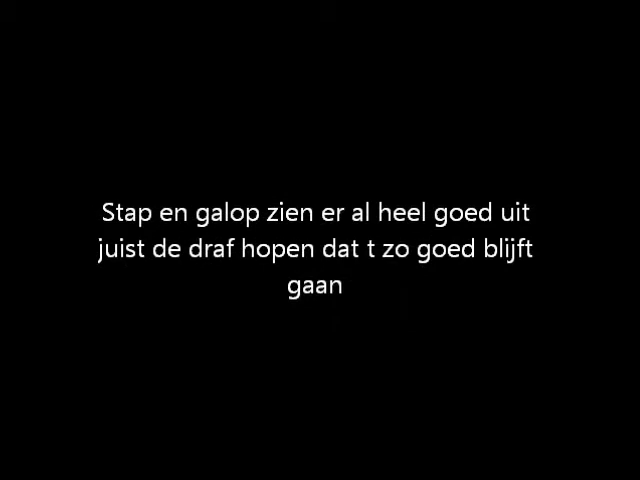 Stap en galop zien er al heel goed uit
juist de draf hopen dat t zo goed blijft
gaan